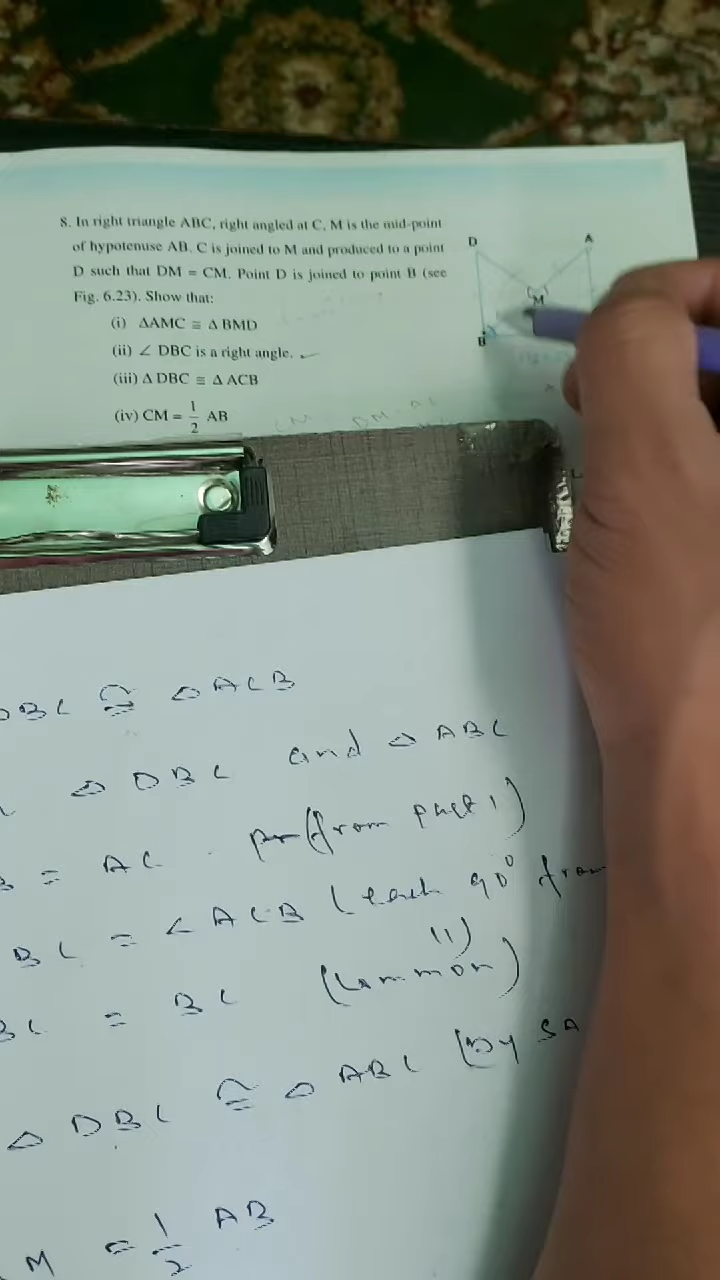 8. In right triangle ABC, right angled at C, M is the mid-point
of hypotenuse AB. C is joined to M and produced to a point
D such that DM = CM. Point D is joined to point B (see
Fig. 6.23). Show that:
(i) ΔAMC ≅ Δ BMD
(ii) ∠ DBC is a right angle.
(iii) Δ DBC ≅ Δ ACB
(iv) CM = 1/2 AB
D A
M
B
DBC ≅ △ ACB
△ DBC and △ ABC
= AC (from part 1)
BC = ∠ACB (each 90° from
11)
BC = BC (common)
△ DBC ≅ △ ABC [by SA
M = 1/2 AB